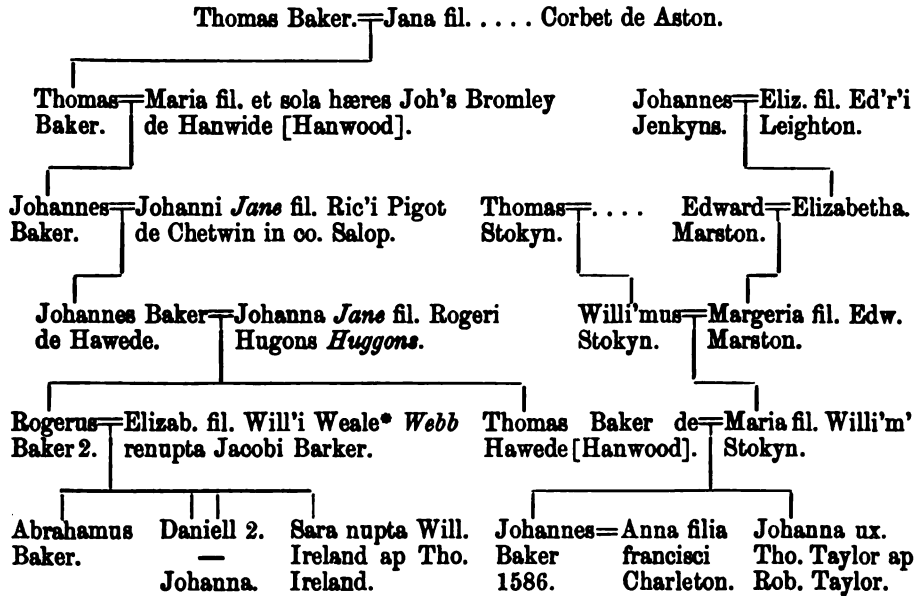 Thomas Baker.=Jana fil. . . . . . Corbet de Aston.
Thomas=Maria fil. et sola hæres Joh's Bromley
Baker. de Hanwide [Hanwood].
Johannes=Eliz. fil. Ed'r'i
Jenkyns. Leighton.
Johannes=Johanni Jane fil. Ric'i Pigot
Baker. de Chetwin in co. Salop.
Thomas=. . . .
Stokyn.
Edward=Elizabetha.
Marston.
Johannes Baker=Johanna Jane fil. Rogeri
de Hawede. Hugons Huggons.
Willi'mus=Margeria fil. Edw.
Stokyn. Marston.
Rogerus=Elizab. fil. Will'i Weale* Webb
Baker 2. renupta Jacobi Barker.
Thomas Baker de=Maria fil. Willi'm'
Hawede [Hanwood]. Stokyn.
Abrahamus
Baker.
Daniell 2.
—
Johanna.
Sara nupta Will.
Ireland ap Tho.
Ireland.
Johannes=Anna filia
Baker francisci
1586. Charleton.
Johanna ux.
Tho. Taylor ap
Rob. Taylor.